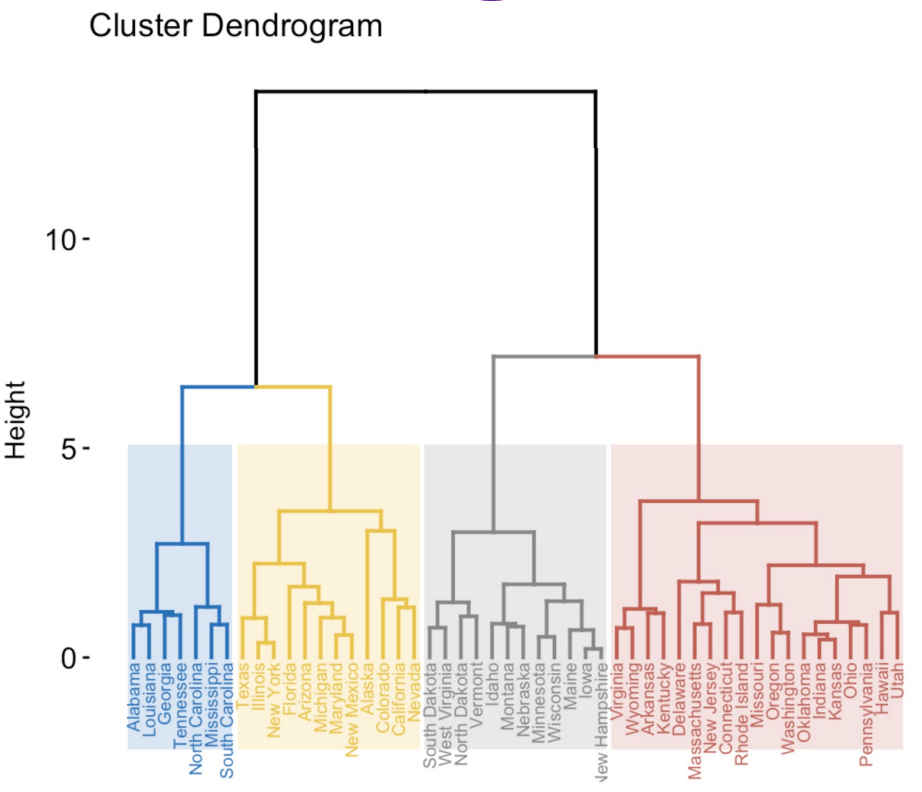 Cluster Dendrogram
Height
10
5
0
Alabama
Louisiana
Georgia
Tennessee
North Carolina
Mississippi
South Carolina
Texas
Illinois
New York
Florida
Arizona
Michigan
Maryland
New Mexico
Alaska
Colorado
California
Nevada
South Dakota
West Virginia
North Dakota
Vermont
Idaho
Montana
Nebraska
Minnesota
Wisconsin
Maine
Iowa
New Hampshire
Virginia
Wyoming
Arkansas
Kentucky
Delaware
Massachusetts
New Jersey
Connecticut
Rhode Island
Missouri
Oregon
Washington
Oklahoma
Indiana
Kansas
Ohio
Pennsylvania
Hawaii
Utah